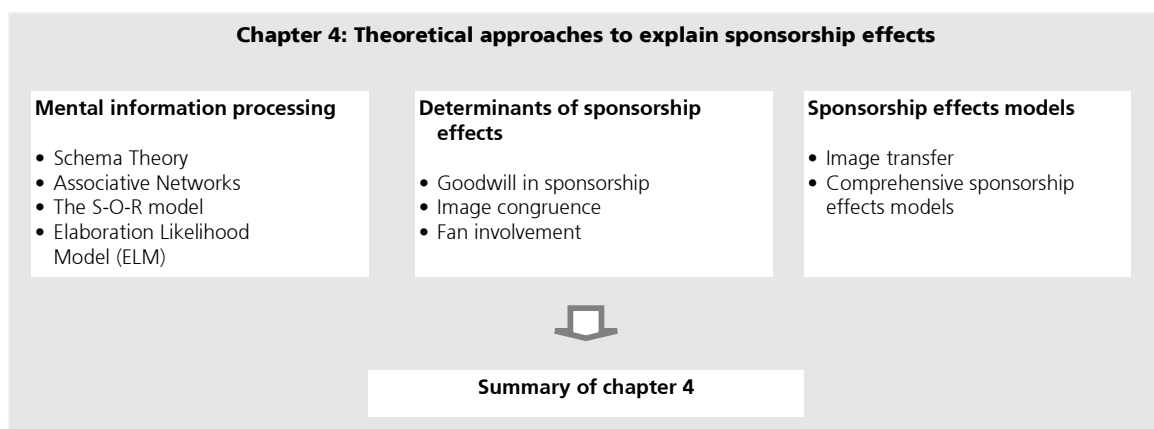 Chapter 4: Theoretical approaches to explain sponsorship effects
Mental information processing
• Schema Theory
• Associative Networks
• The S-O-R model
• Elaboration Likelihood
Model (ELM)
Determinants of sponsorship
effects
• Goodwill in sponsorship
• Image congruence
• Fan involvement
Sponsorship effects models
• Image transfer
• Comprehensive sponsorship
effects models
Summary of chapter 4